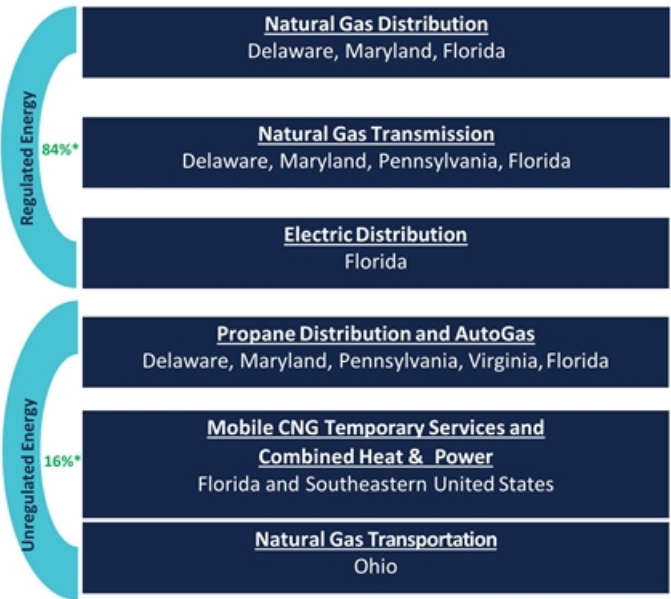 Natural Gas Distribution
Delaware, Maryland, Florida
Regulated Energy
84%*
Natural Gas Transmission
Delaware, Maryland, Pennsylvania, Florida
Electric Distribution
Florida
Propane Distribution and AutoGas
Delaware, Maryland, Pennsylvania, Virginia, Florida
Unregulated Energy
16%*
Mobile CNG Temporary Services and
Combined Heat & Power
Florida and Southeastern United States
Natural Gas Transportation
Ohio